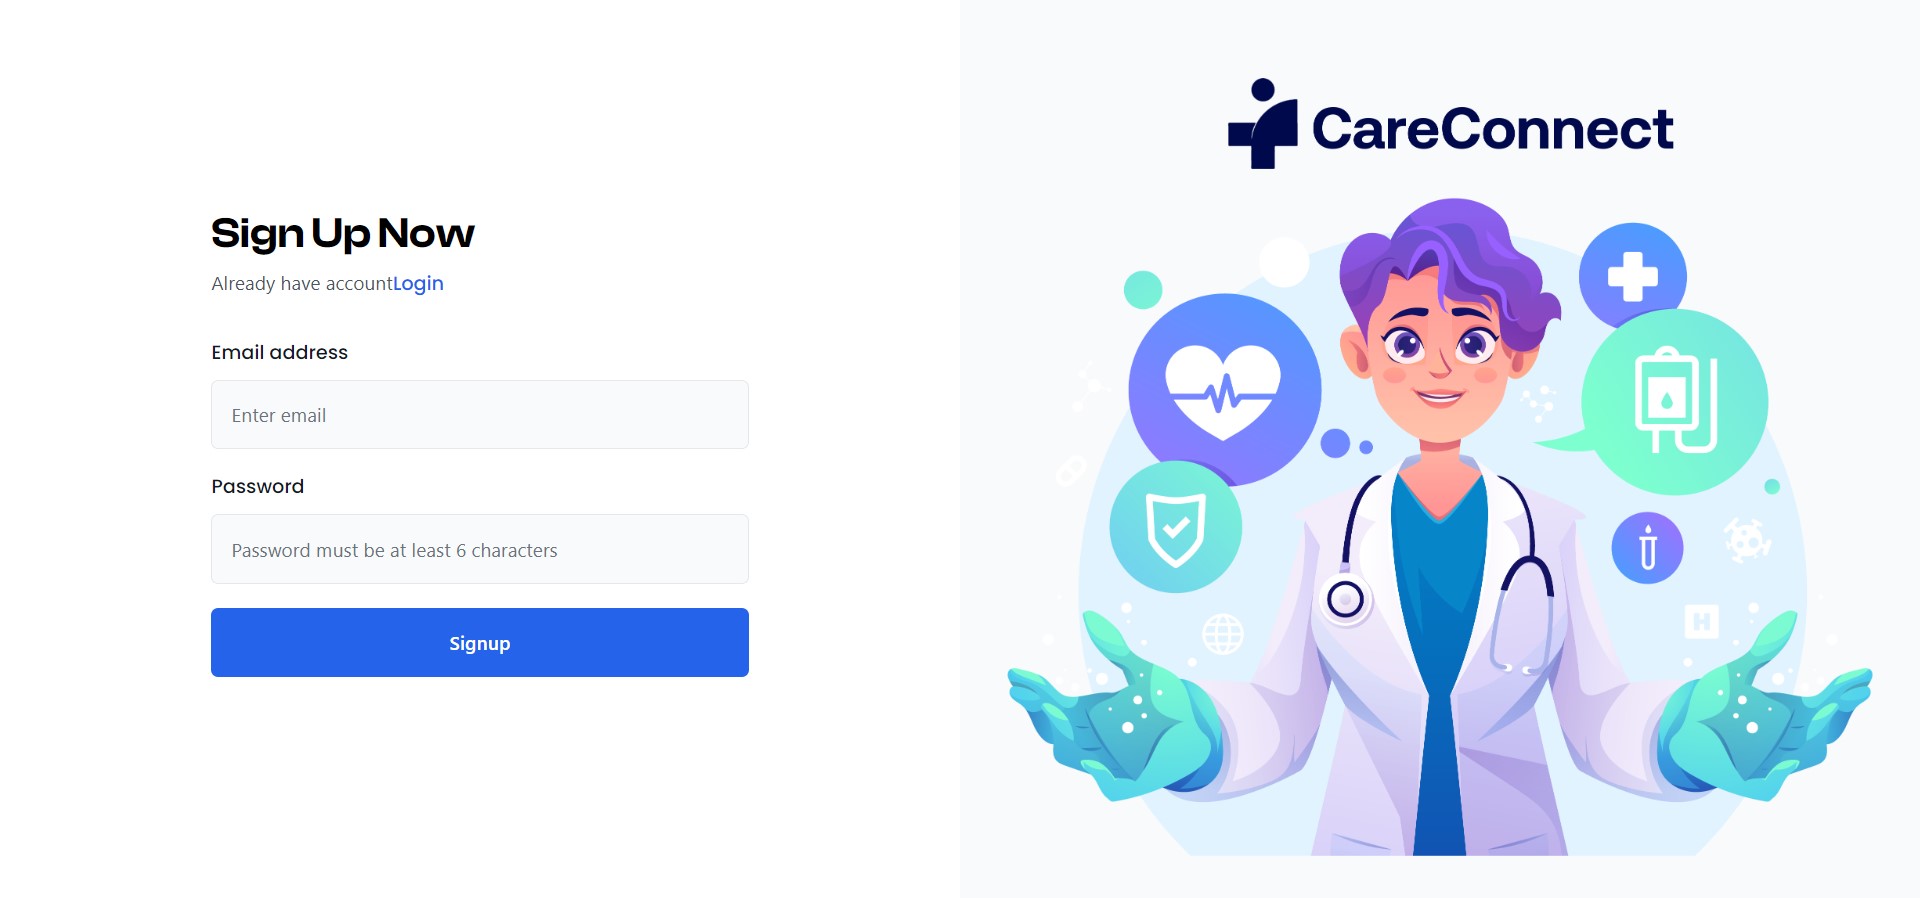 Sign Up Now
Already have accountLogin
Email address
Enter email
Password
Password must be at least 6 characters
Signup
CareConnect
H